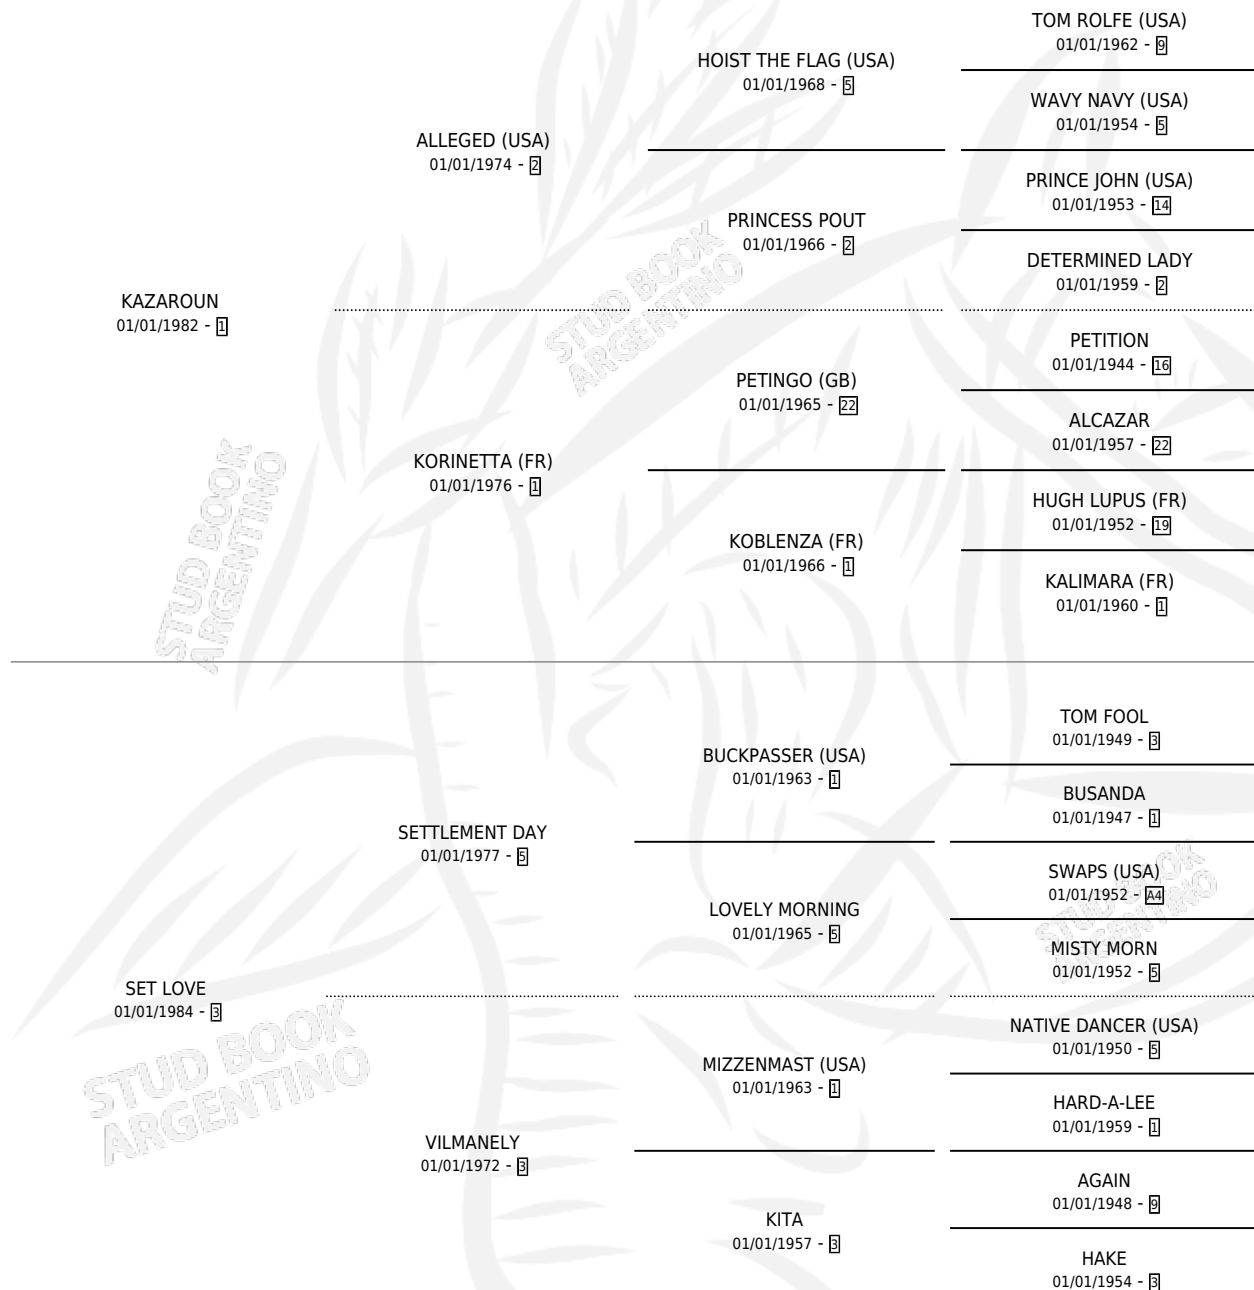 TOM ROLFE (USA)
01/01/1962 - 9
HOIST THE FLAG (USA)
01/01/1968 - 5
WAVY NAVY (USA)
01/01/1954 - 5
ALLEGED (USA)
01/01/1974 - 2
PRINCE JOHN (USA)
01/01/1953 - 14
PRINCESS POUT
01/01/1966 - 2
DETERMINED LADY
01/01/1959 - 2
KAZAROUN
01/01/1982 - 1
PETITION
01/01/1944 - 16
PETINGO (GB)
01/01/1965 - 22
ALCAZAR
01/01/1957 - 22
KORINETTA (FR)
01/01/1976 - 1
HUGH LUPUS (FR)
01/01/1952 - 19
KOBLENZA (FR)
01/01/1966 - 1
KALIMARA (FR)
01/01/1960 - 1
STUD BOOK
ARGENTINO
STUD BOOK
ARGENTINO
TOM FOOL
01/01/1949 - 3
BUCKPASSER (USA)
01/01/1963 - 1
BUSANDA
01/01/1947 - 1
SETTLEMENT DAY
01/01/1977 - 5
SWAPS (USA)
01/01/1952 - A4
LOVELY MORNING
01/01/1965 - 5
MISTY MORN
01/01/1952 - 5
SET LOVE
01/01/1984 - 3
NATIVE DANCER (USA)
01/01/1950 - 5
MIZZENMAST (USA)
01/01/1963 - 1
HARD-A-LEE
01/01/1959 - 1
VILMANELY
01/01/1972 - 3
AGAIN
01/01/1948 - 9
KITA
01/01/1957 - 3
HAKE
01/01/1954 - 3
STUD BOOK
ARGENTINO
STUD BOOK
ARGENTINO